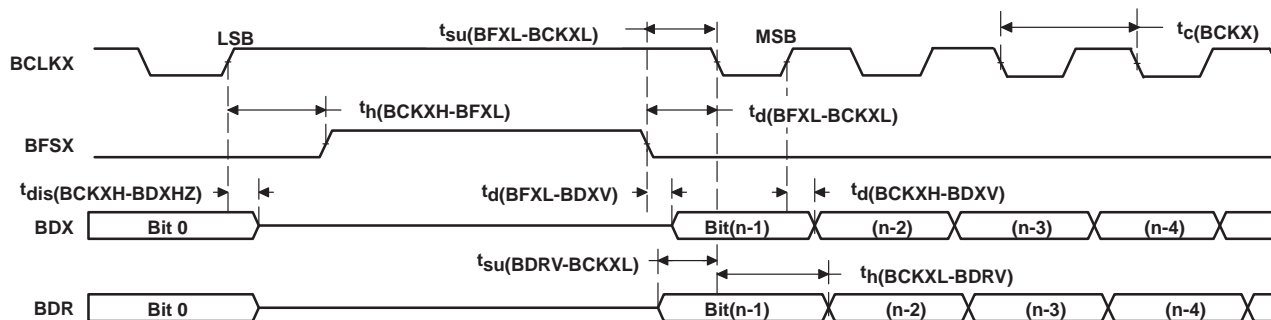 LSB
tsu(BFXL-BCKXL)
MSB
tc(BCKX)
BCLKX
th(BCKXH-BFXL)
td(BFXL-BCKXL)
BFSX
tdis(BCKXH-BDXHZ)
td(BFXL-BDXV)
td(BCKXH-BDXV)
BDX Bit 0 Bit(n-1) (n-2) (n-3) (n-4)
tsu(BDRV-BCKXL)
th(BCKXL-BDRV)
BDR Bit 0 Bit(n-1) (n-2) (n-3) (n-4)